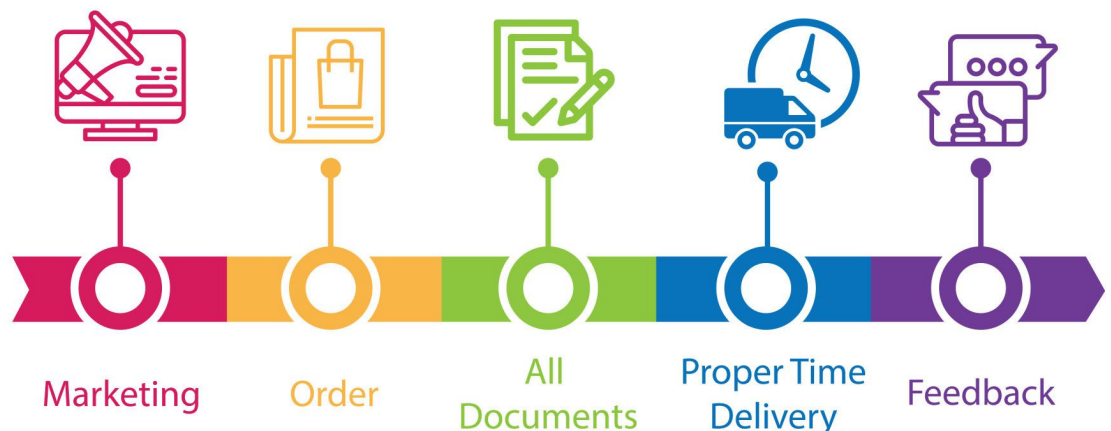 Marketing
Order
All
Documents
Proper Time
Delivery
Feedback